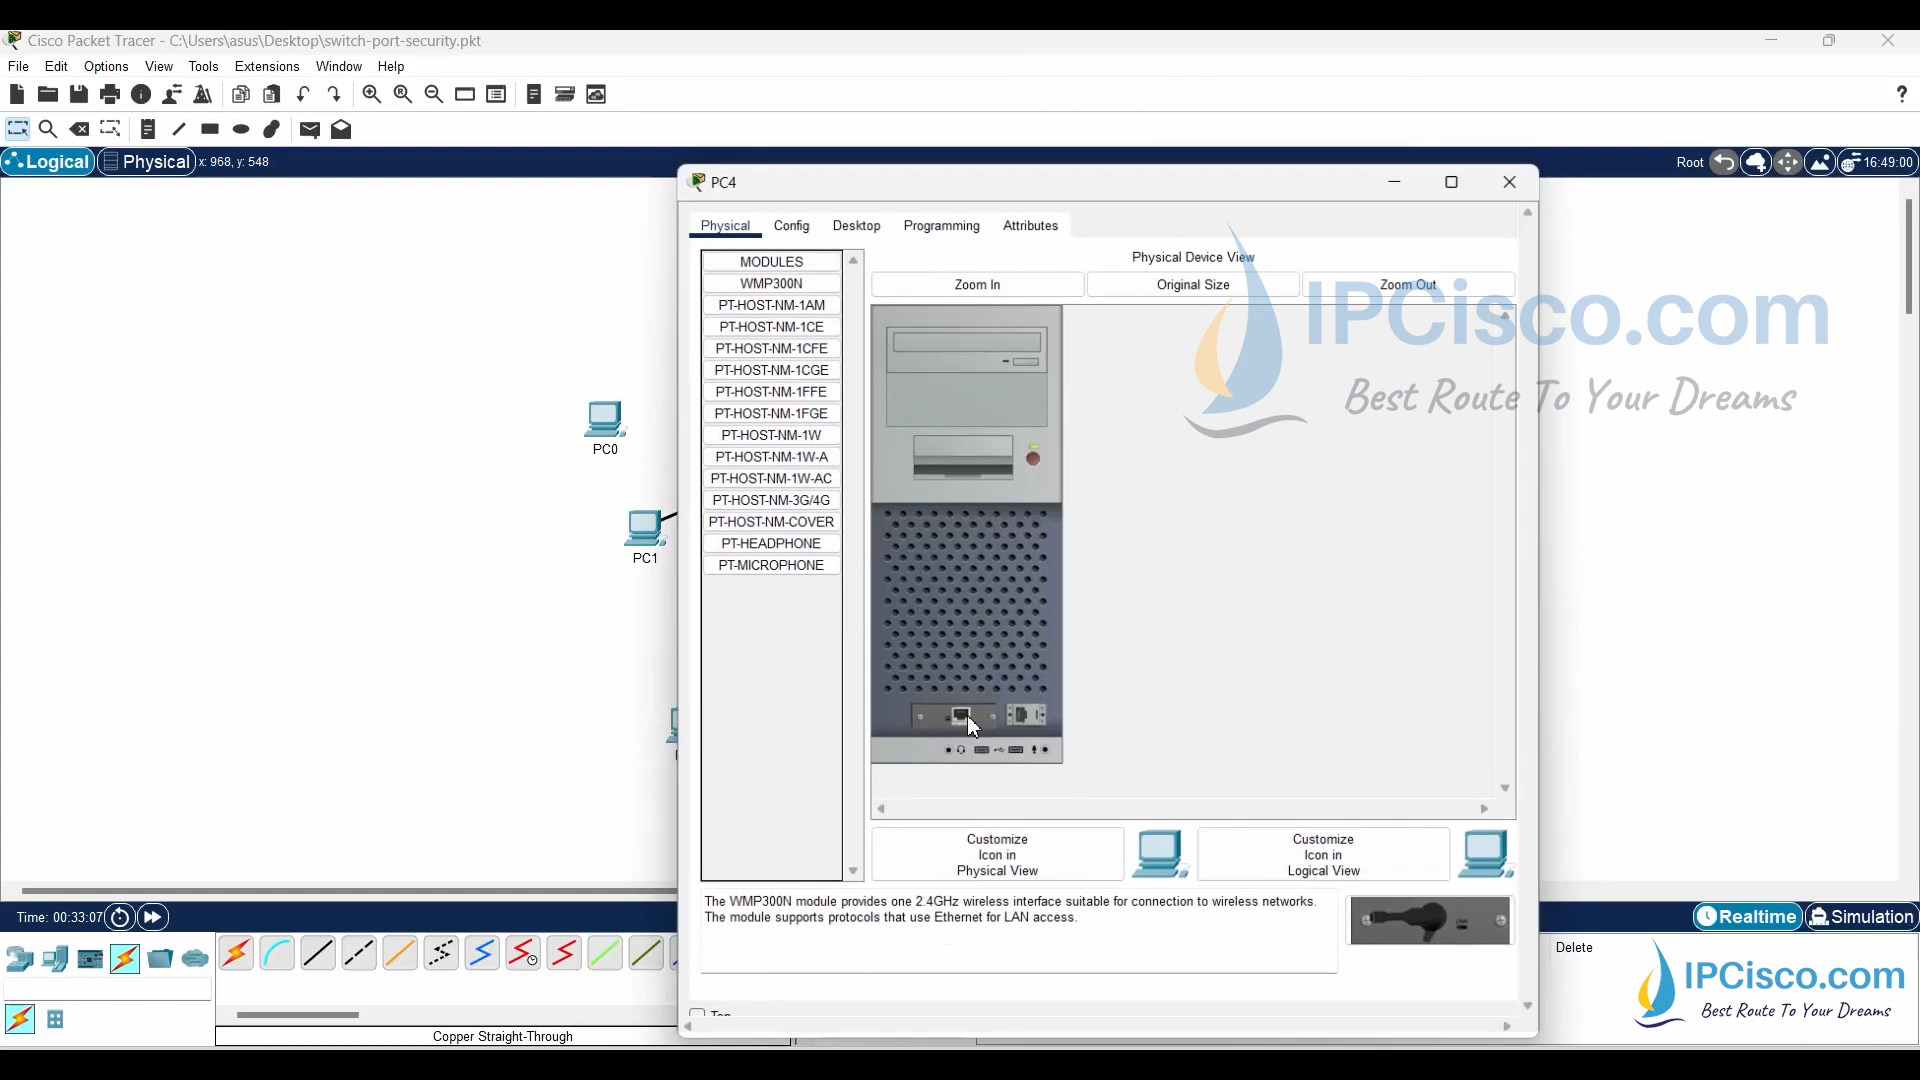 Cisco Packet Tracer - C:\Users\asus\Desktop\switch-port-security.pkt
File Edit Options View Tools Extensions Window Help
?
Logical Physical x: 968, y: 548
Root 16:49:00
PC4
Physical Config Desktop Programming Attributes
MODULES
WMP300N
PT-HOST-NM-1AM
PT-HOST-NM-1CE
PT-HOST-NM-1CFE
PT-HOST-NM-1CGE
PT-HOST-NM-1FFE
PT-HOST-NM-1FGE
PT-HOST-NM-1W
PT-HOST-NM-1W-A
PT-HOST-NM-1W-AC
PT-HOST-NM-3G/4G
PT-HOST-NM-COVER
PT-HEADPHONE
PT-MICROPHONE
Physical Device View
Zoom In Original Size Zoom Out
IPCisco.com
Best Route To Your Dreams
PC0
PC1
Customize
Icon in
Physical View
Customize
Icon in
Logical View
The WMP300N module provides one 2.4GHz wireless interface suitable for connection to wireless networks.
The module supports protocols that use Ethernet for LAN access.
Time: 00:33:07
Realtime Simulation
Delete
IPCisco.com
Best Route To Your Dreams
Copper Straight-Through